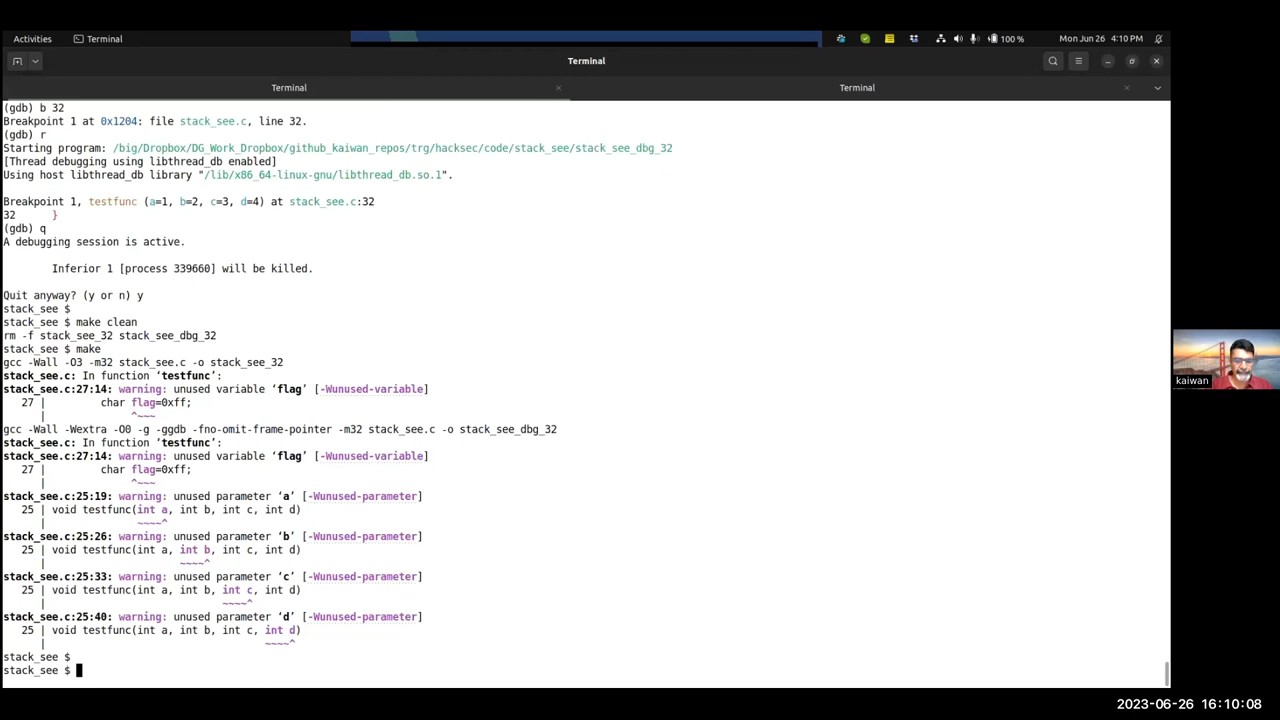 Activities Terminal 100 % Mon Jun 26 4:10 PM
Terminal
Terminal Terminal
(gdb) b 32
Breakpoint 1 at 0x1204: file stack_see.c, line 32.
(gdb) r
Starting program: /big/Dropbox/DG_Work_Dropbox/github_kaiwan_repos/trg/hacksec/code/stack_see/stack_see_dbg_32
[Thread debugging using libthread_db enabled]
Using host libthread_db library "/lib/x86_64-linux-gnu/libthread_db.so.1".
Breakpoint 1, testfunc (a=1, b=2, c=3, d=4) at stack_see.c:32
32 }
(gdb) q
A debugging session is active.
Inferior 1 [process 339660] will be killed.
Quit anyway? (y or n) y
stack_see $
stack_see $ make clean
rm -f stack_see_32 stack_see_dbg_32
stack_see $ make
gcc -Wall -O3 -m32 stack_see.c -o stack_see_32
stack_see.c: In function ‘testfunc’:
stack_see.c:27:14: warning: unused variable ‘flag’ [-Wunused-variable]
27 | char flag=0xff;
| ^~~~
gcc -Wall -Wextra -O0 -g -ggdb -fno-omit-frame-pointer -m32 stack_see.c -o stack_see_dbg_32
stack_see.c: In function ‘testfunc’:
stack_see.c:27:14: warning: unused variable ‘flag’ [-Wunused-variable]
27 | char flag=0xff;
| ^~~~
stack_see.c:25:19: warning: unused parameter ‘a’ [-Wunused-parameter]
25 | void testfunc(int a, int b, int c, int d)
| ~~~~^
stack_see.c:25:26: warning: unused parameter ‘b’ [-Wunused-parameter]
25 | void testfunc(int a, int b, int c, int d)
| ~~~~^
stack_see.c:25:33: warning: unused parameter ‘c’ [-Wunused-parameter]
25 | void testfunc(int a, int b, int c, int d)
| ~~~~^
stack_see.c:25:40: warning: unused parameter ‘d’ [-Wunused-parameter]
25 | void testfunc(int a, int b, int c, int d)
| ~~~~^
stack_see $
stack_see $
kaiwan
2023-06-26 16:10:08